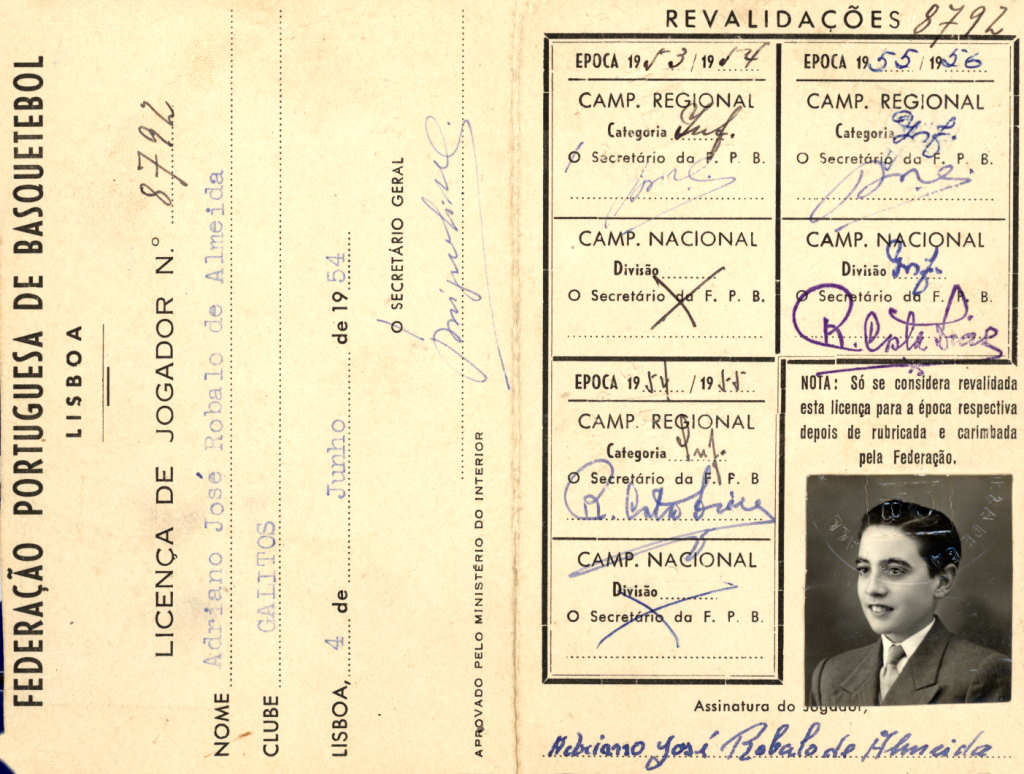 FEDERAÇÃO PORTUGUESA DE BASQUETEBOL
LISBOA
LICENÇA DE JOGADOR N.º 8792
NOME Adriano José Robalo de Almeida
CLUBE GALITOS
LISBOA, 4 de Junho de 1954
O SECRETÁRIO GERAL
APROVADO PELO MINISTÉRIO DO INTERIOR
REVALIDAÇÕES 8792
EPOCA 1953/1954
CAMP. REGIONAL
Categoria Inf.
O Secretário da F. P. B.
CAMP. NACIONAL
Divisão
O Secretário da F. P. B.
EPOCA 1954/1955
CAMP. REGIONAL
Categoria Inf.
O Secretário da F. P. B
R. Costa
CAMP. NACIONAL
Divisão
O Secretário da F. P. B.
EPOCA 1955/1956
CAMP. REGIONAL
Categoria Inf.
O Secretário da F. P. B.
CAMP. NACIONAL
Divisão Inf.
O Secretário da F. P. B.
R. Costa
NOTA: Só se considera revalidada
esta licença para a época respectiva
depois de rubricada e carimbada
pela Federação.
Assinatura do Jogador,
Adriano José Robalo de Almeida